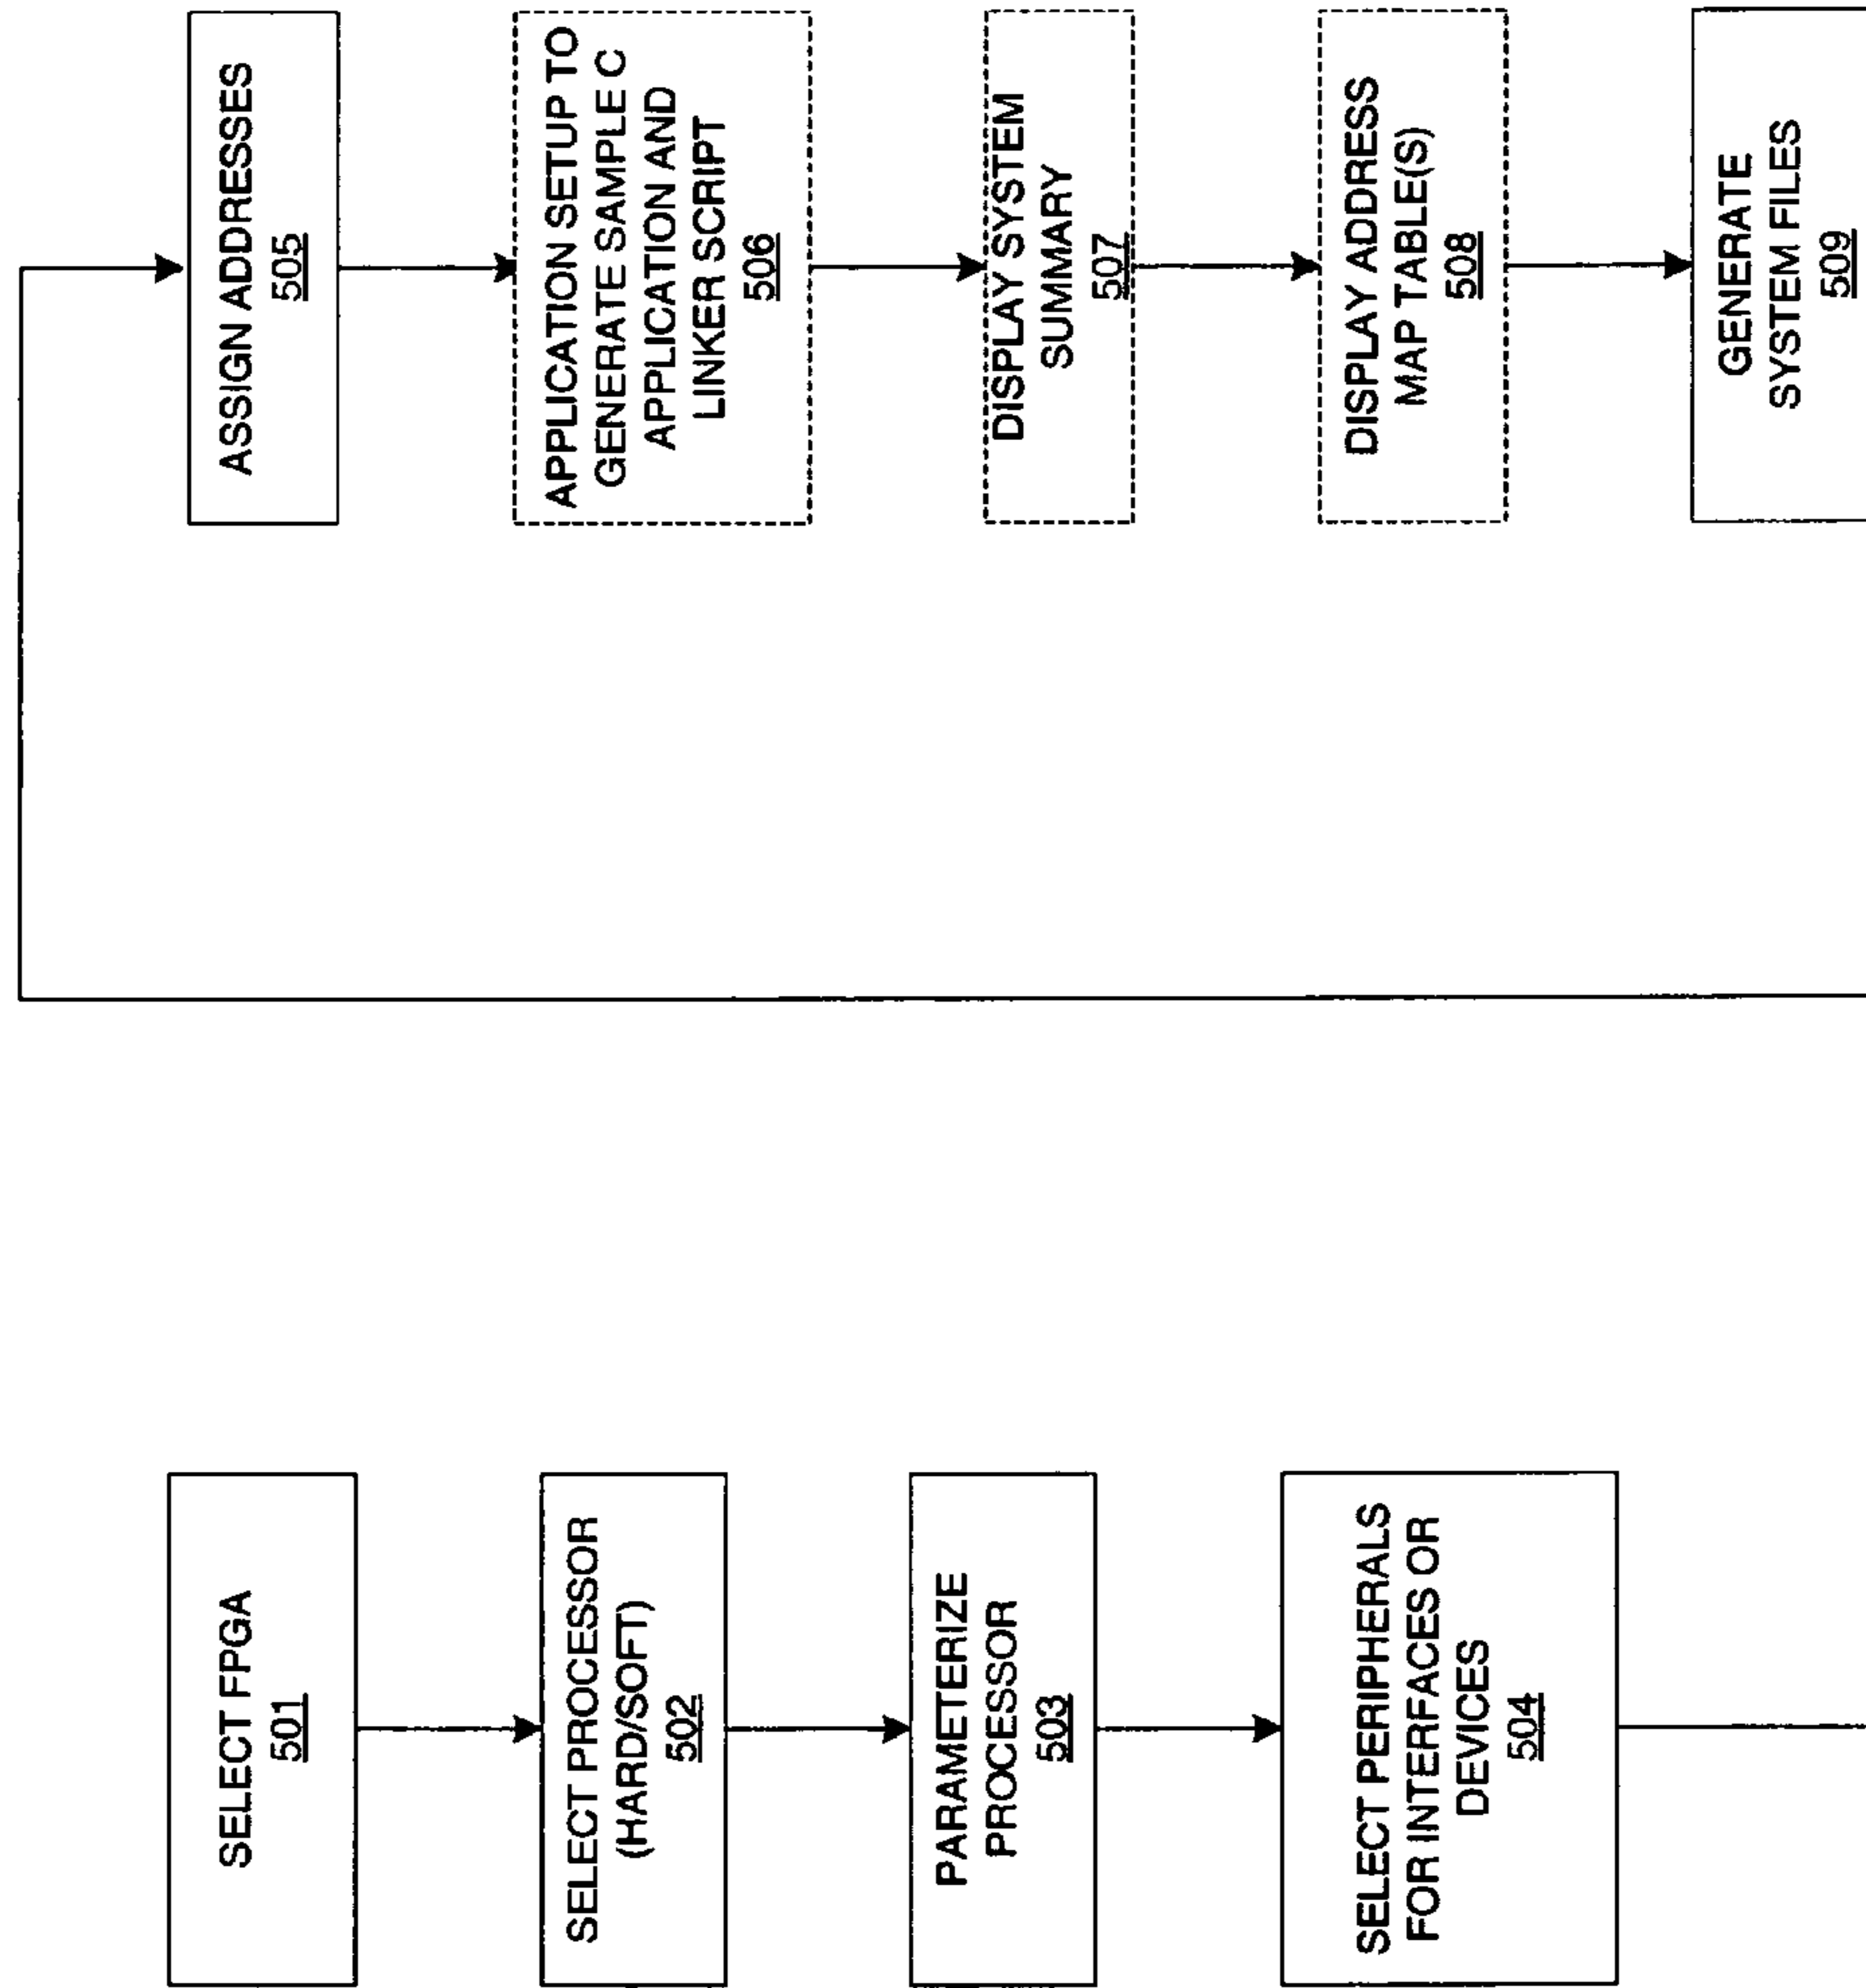 SELECT FPGA
501
SELECT PROCESSOR
(HARD/SOFT)
502
PARAMETERIZE
PROCESSOR
503
SELECT PERIPHERALS
FOR INTERFACES OR
DEVICES
504
ASSIGN ADDRESSES
505
APPLICATION SETUP TO
GENERATE SAMPLE C
APPLICATION AND
LINKER SCRIPT
506
DISPLAY SYSTEM
SUMMARY
507
DISPLAY ADDRESS
MAP TABLE(S)
508
GENERATE
SYSTEM FILES
509